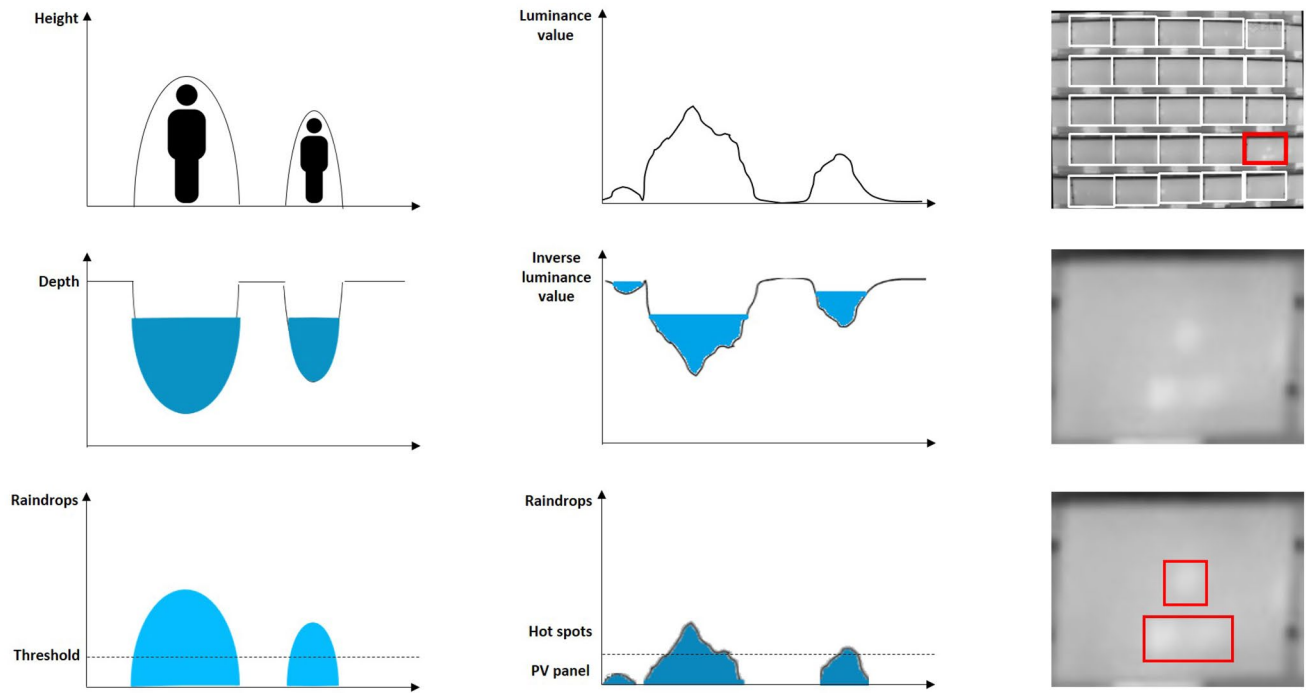 Height
Luminance
value
Depth
Inverse
luminance
value
Raindrops
Threshold
Raindrops
Hot spots
PV panel